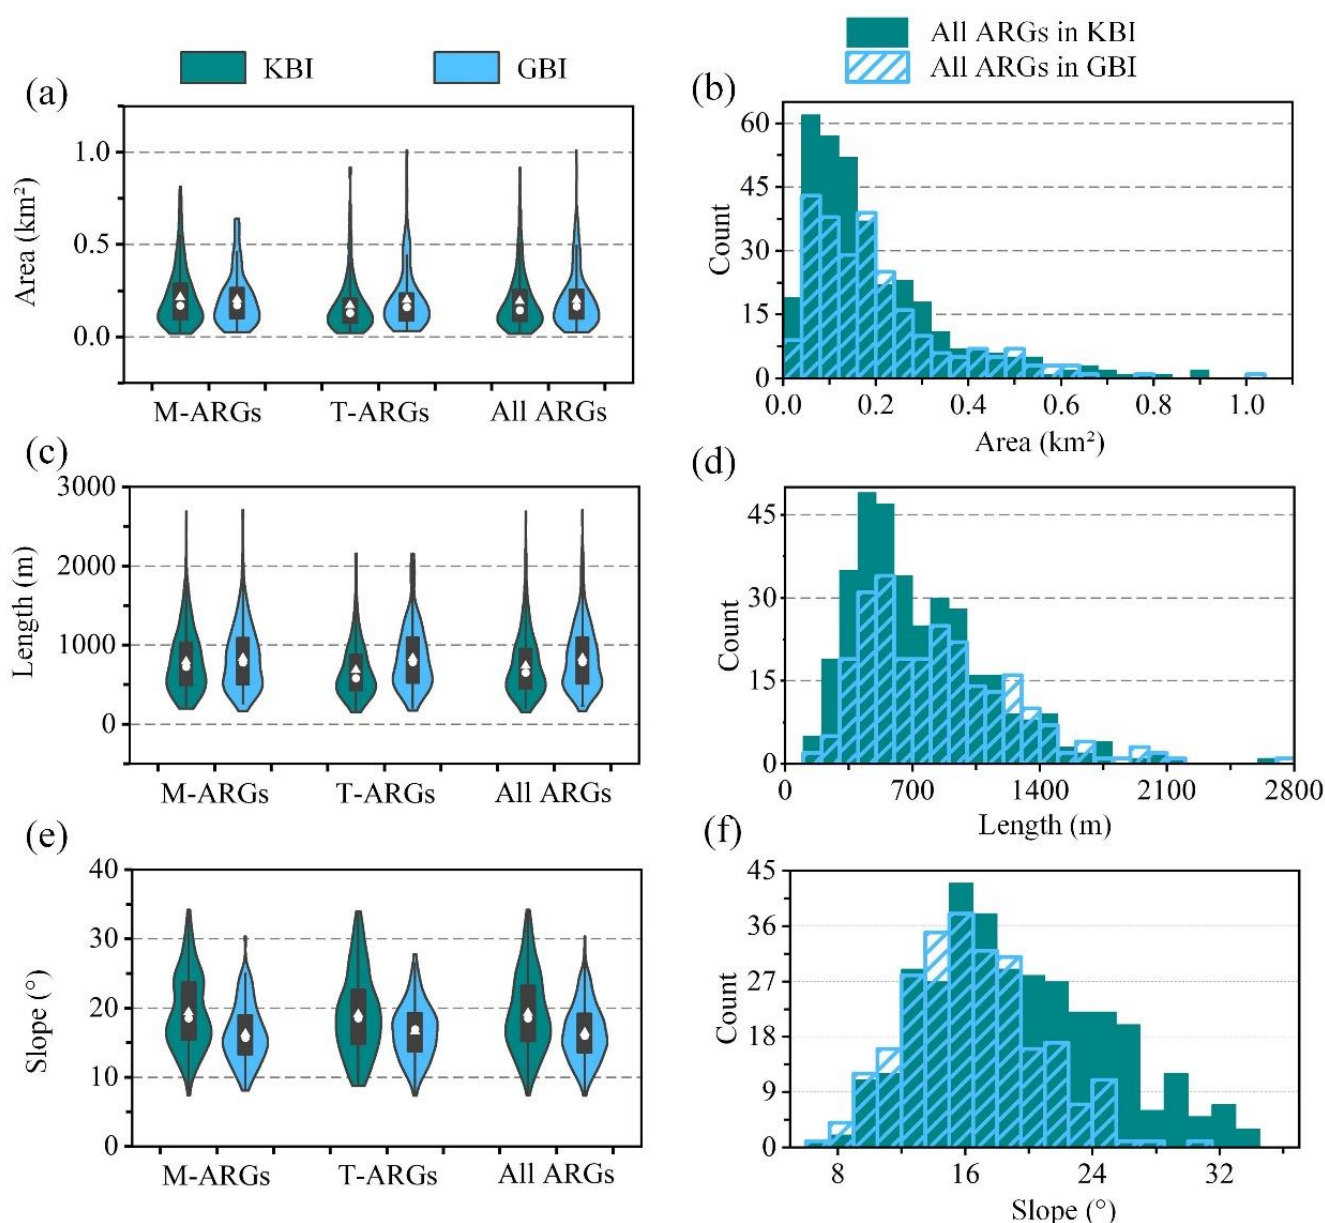 KBI GBI
All ARGs in KBI
All ARGs in GBI
(a)
Area (km²)
1.0
0.5
0.0
M-ARGs T-ARGs All ARGs
(b)
Count
60
45
30
15
0
0.0 0.2 0.4 0.6 0.8 1.0
Area (km²)
(c)
Length (m)
3000
2000
1000
0
M-ARGs T-ARGs All ARGs
(d)
Count
45
30
15
0
0 700 1400 2100 2800
Length (m)
(e)
Slope (°)
40
30
20
10
0
M-ARGs T-ARGs All ARGs
(f)
Count
45
36
27
18
9
0
8 16 24 32
Slope (°)